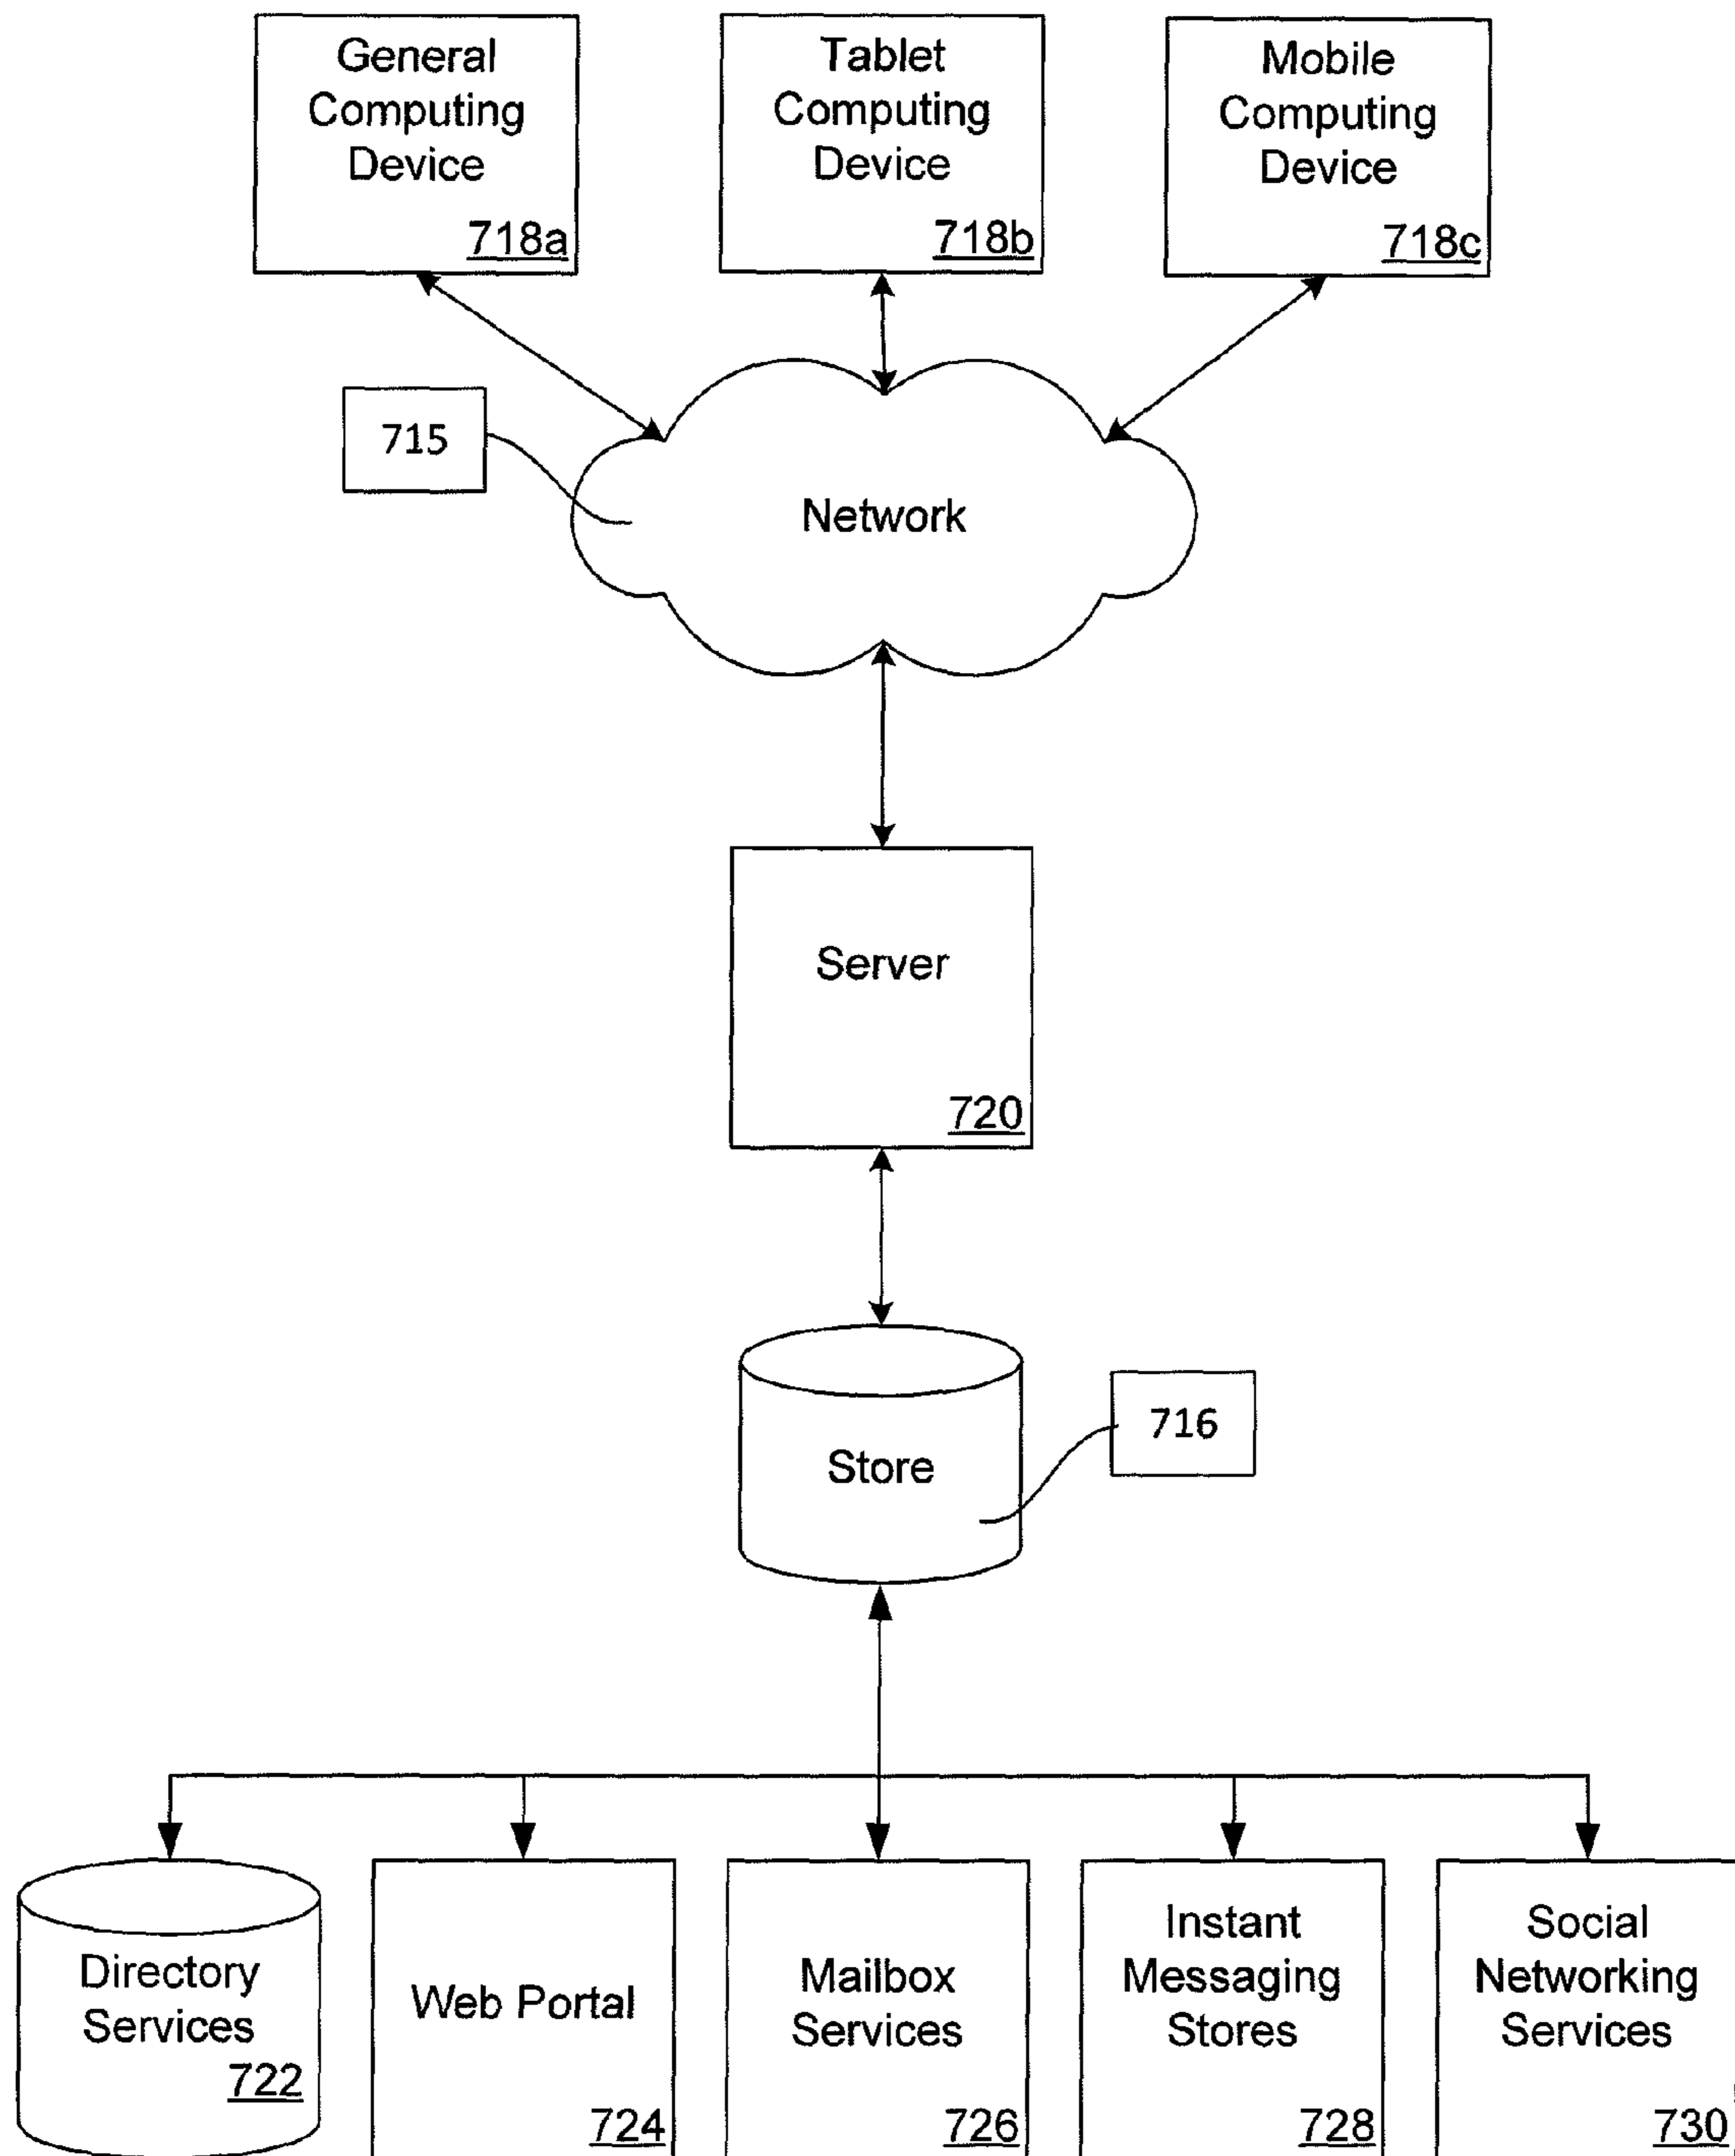 General
Computing
Device
718a
Tablet
Computing
Device
718b
Mobile
Computing
Device
718c
715
Network
Server
720
Store
716
Directory
Services
722
Web Portal
724
Mailbox
Services
726
Instant
Messaging
Stores
728
Social
Networking
Services
730